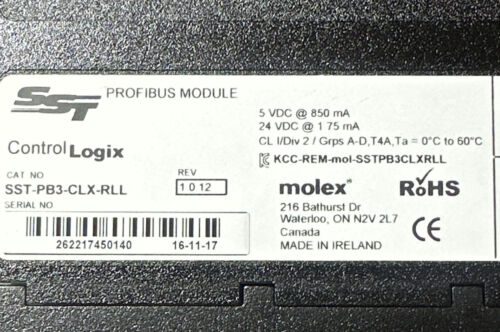 SST PROFIBUS MODULE
5 VDC @ 850 mA
24 VDC @ 1 75 mA
CL I/Div 2 / Grps A-D,T4A,Ta = 0°C to 60°C
Control Logix
KCC-REM-mol-SSTPB3CLXRLL
CAT NO
REV
SST-PB3-CLX-RLL
1 0 12
molex
RoHS
SERIAL NO
216 Bathurst Dr
Waterloo, ON N2V 2L7
Canada
CE
262217450140 16-11-17
MADE IN IRELAND